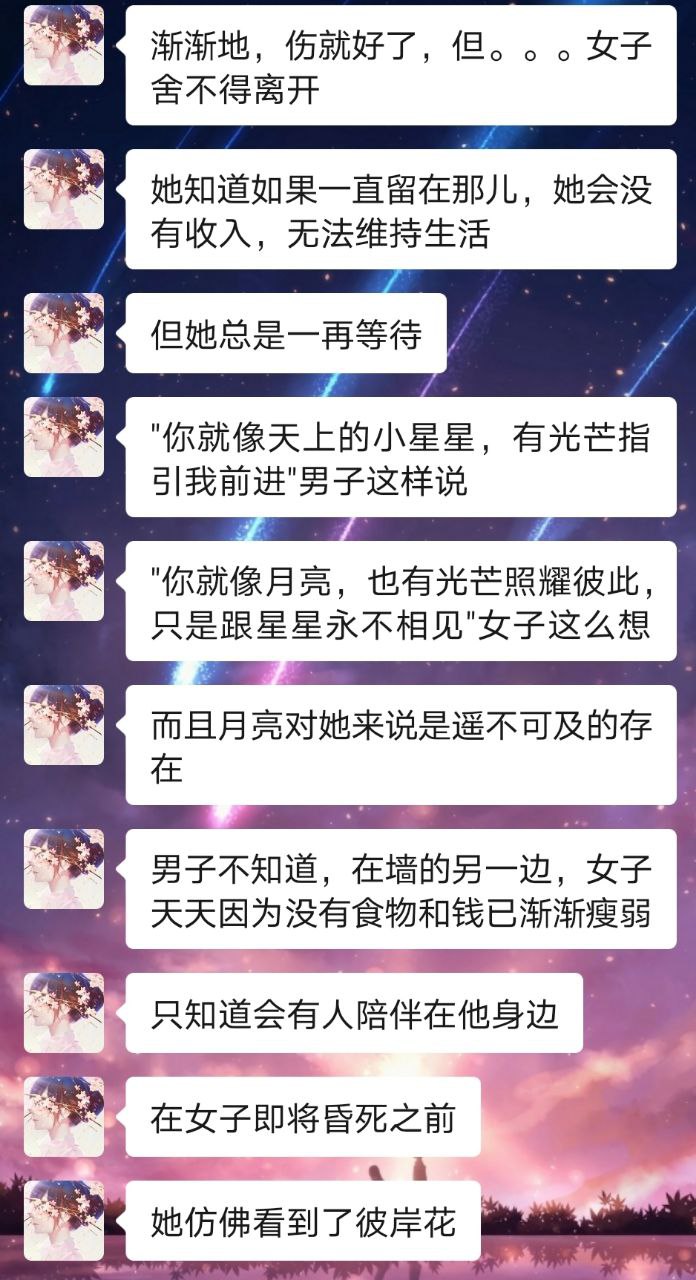 渐渐地，伤就好了，但。。。女子
舍不得离开
她知道如果一直留在那儿，她会没
有收入，无法维持生活
但她总是一再等待
"你就像天上的小星星，有光芒指
引我前进"男子这样说
"你就像月亮，也有光芒照耀彼此，
只是跟星星永不相见"女子这么想
而且月亮对她来说是遥不可及的存
在
男子不知道，在墙的另一边，女子
天天因为没有食物和钱已渐渐瘦弱
只知道会有人陪伴在他身边
在女子即将昏死之前
她仿佛看到了彼岸花